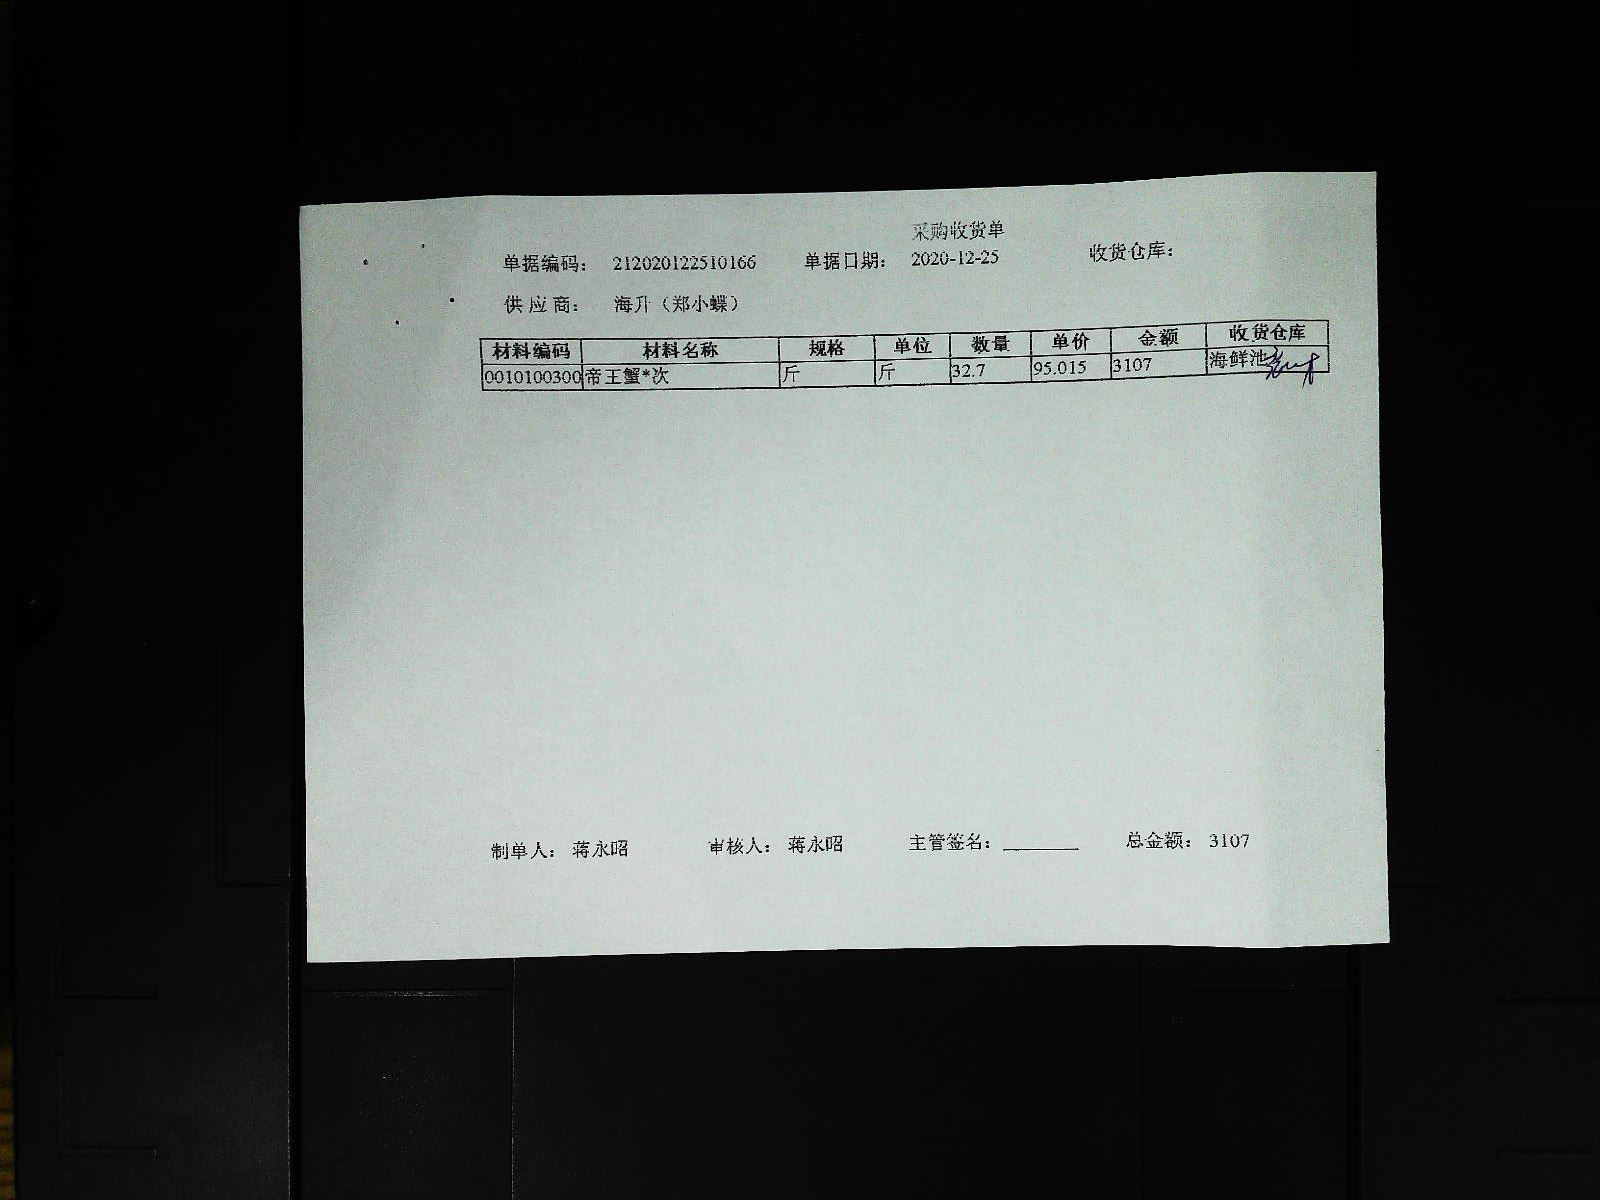 采购收货单
单据编码： 212020122510166 单据日期： 2020-12-25 收货仓库：
供应商： 海升（郑小蝶）
材料编码 材料名称 规格 单位 数量 单价 金额 收货仓库
0010100300 帝王蟹*次 斤 斤 32.7 95.015 3107 海鲜池
制单人： 蒋永昭 审核人： 蒋永昭 主管签名： 总金额： 3107